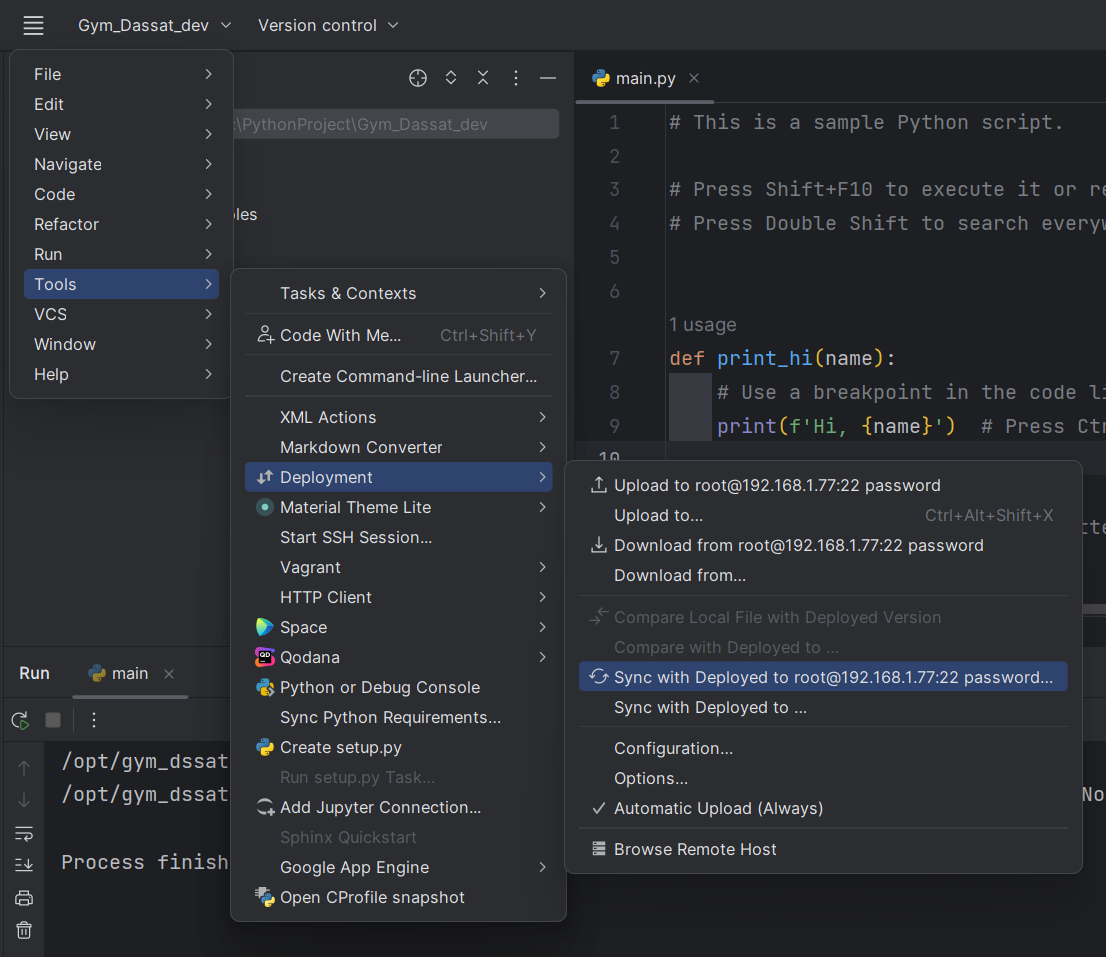 Gym_Dassat_dev
Version control
File
Edit
View
Navigate
Code
Refactor
Run
Tools
VCS
Window
Help
:\PythonProject\Gym_Dassat_dev
les
Tasks & Contexts
Code With Me... Ctrl+Shift+Y
Create Command-line Launcher...
XML Actions
Markdown Converter
Deployment
Material Theme Lite
Start SSH Session...
Vagrant
HTTP Client
Space
Qodana
Python or Debug Console
Sync Python Requirements...
Create setup.py
Run setup.py Task...
Add Jupyter Connection...
Sphinx Quickstart
Google App Engine
Open CProfile snapshot
Upload to root@192.168.1.77:22 password
Upload to... Ctrl+Alt+Shift+X
Download from root@192.168.1.77:22 password
Download from...
Compare Local File with Deployed Version
Compare with Deployed to ...
Sync with Deployed to root@192.168.1.77:22 password...
Sync with Deployed to ...
Configuration...
Options...
Automatic Upload (Always)
Browse Remote Host
main.py
1 # This is a sample Python script.
2
3 # Press Shift+F10 to execute it or re
4 # Press Double Shift to search everyw
5
6
1 usage
7 def print_hi(name):
8 # Use a breakpoint in the code li
9 print(f'Hi, {name}') # Press Ctr
10
tte
Run
main
/opt/gym_dssat
/opt/gym_dssat
No
Process finish